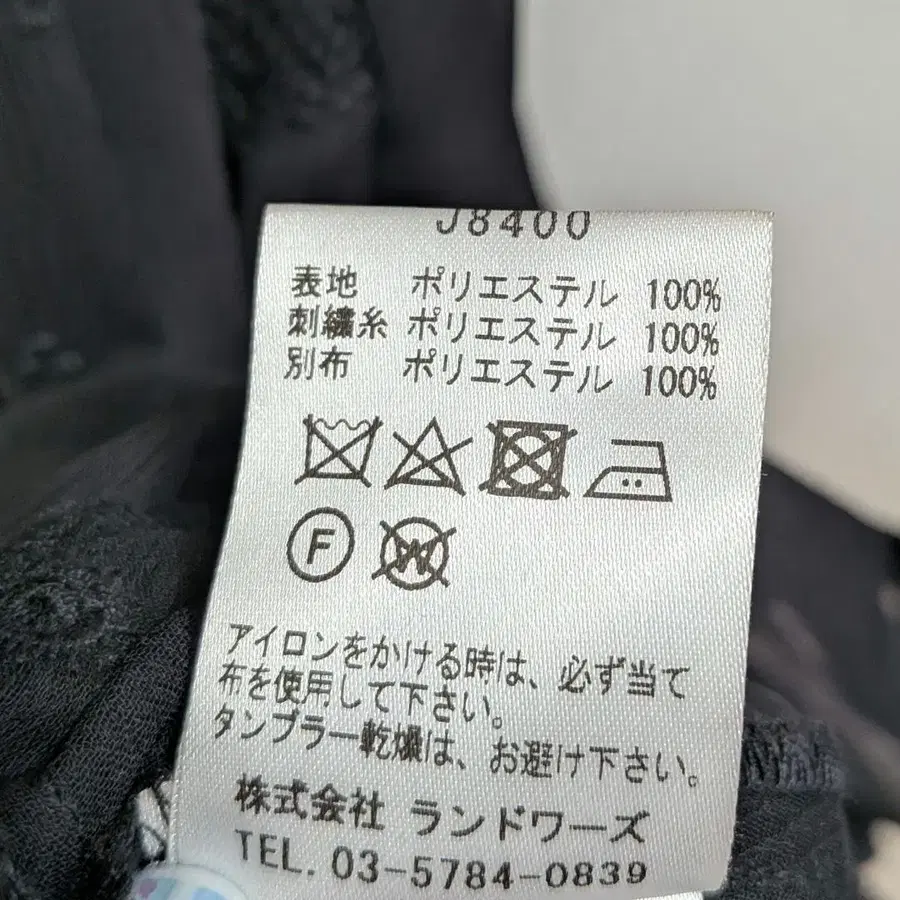 J8400
表地 ポリエステル 100%
刺繍糸 ポリエステル 100%
別布 ポリエステル 100%
F W
アイロンをかける時は、必ず当て
布を使用して下さい。
タンブラー乾燥は、お避け下さい。
株式会社 ランドワーズ
TEL. 03-5784-0839